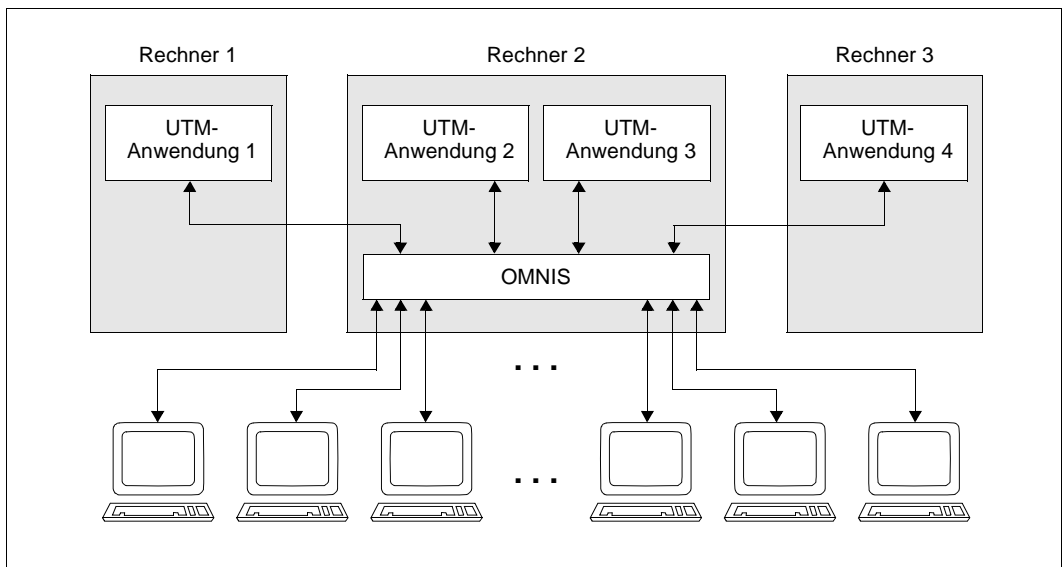 Rechner 1
Rechner 2
Rechner 3
UTM-
Anwendung 1
UTM-
Anwendung 2
UTM-
Anwendung 3
UTM-
Anwendung 4
OMNIS
. . .
. . .